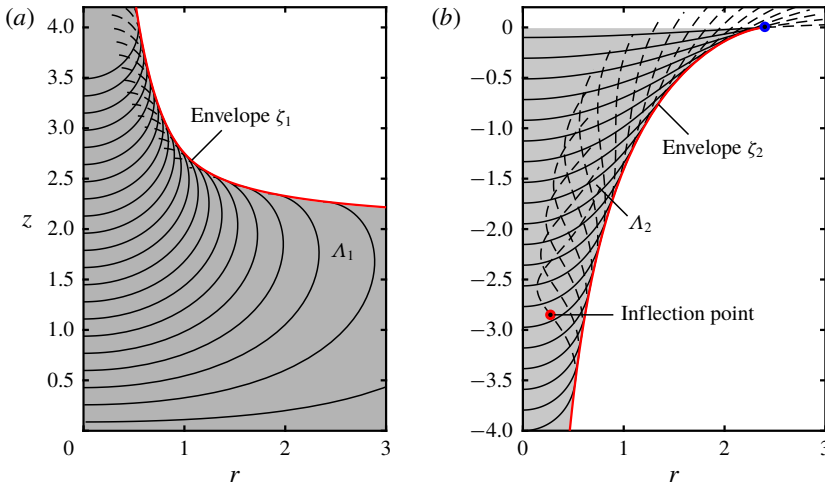 (a)
4.0
3.5
3.0
2.5
2.0
1.5
1.0
0.5
0
1
2
3
z
r
Envelope ζ1
Λ1
(b)
0
−0.5
−1.0
−1.5
−2.0
−2.5
−3.0
−3.5
−4.0
0
1
2
3
r
Envelope ζ2
Λ2
Inflection point